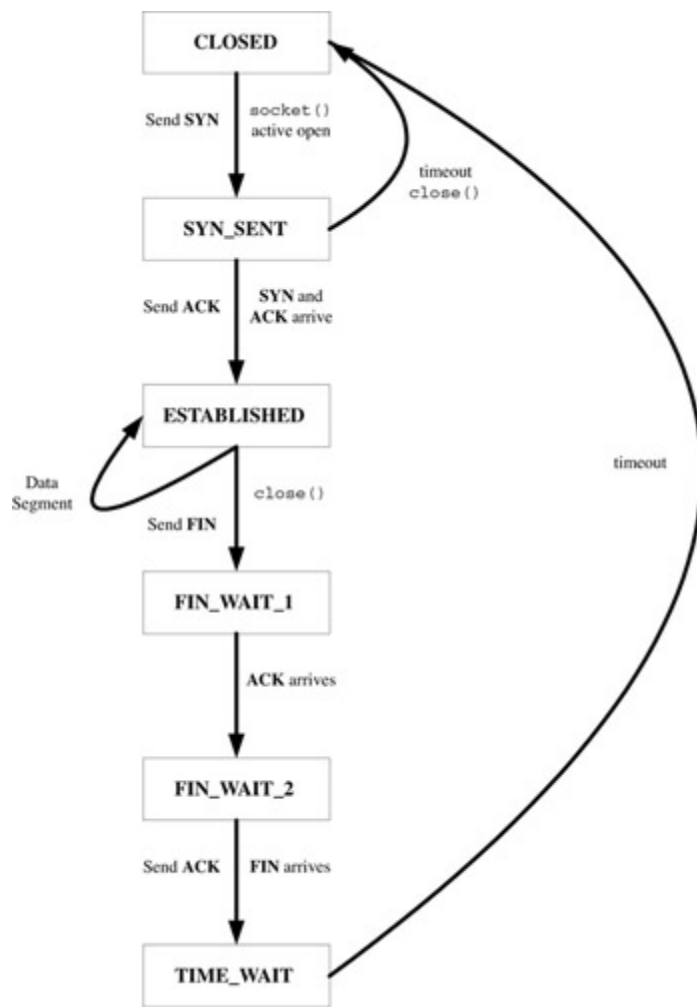 CLOSED
Send SYN
socket()
active open
timeout
close()
SYN_SENT
Send ACK
SYN and
ACK arrive
ESTABLISHED
Data
Segment
close()
Send FIN
timeout
FIN_WAIT_1
ACK arrives
FIN_WAIT_2
Send ACK
FIN arrives
TIME_WAIT